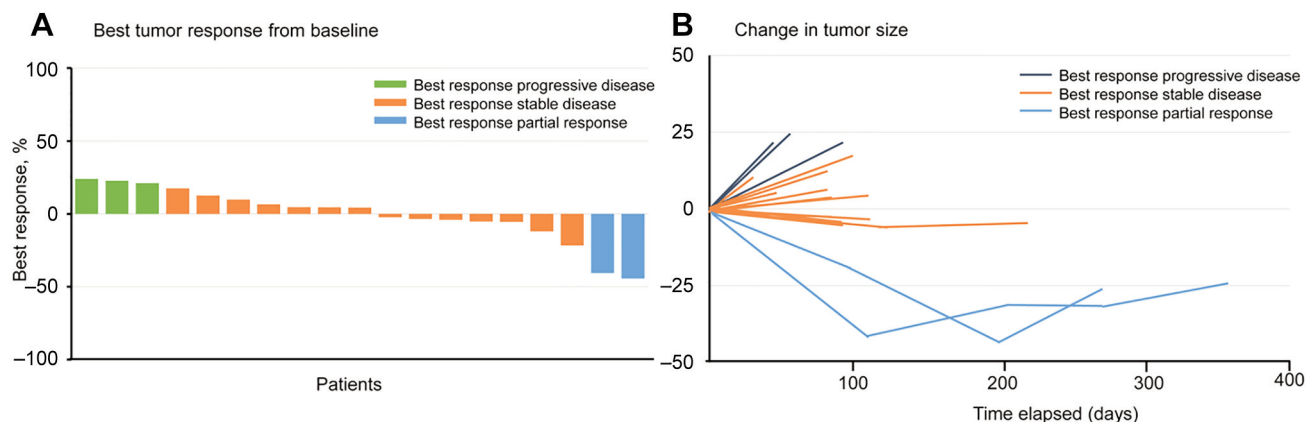 A Best tumor response from baseline
100
50
0
–50
–100
Best response, %
Best response progressive disease
Best response stable disease
Best response partial response
Patients
B Change in tumor size
50
25
0
–25
–50
Best response progressive disease
Best response stable disease
Best response partial response
100 200 300 400
Time elapsed (days)